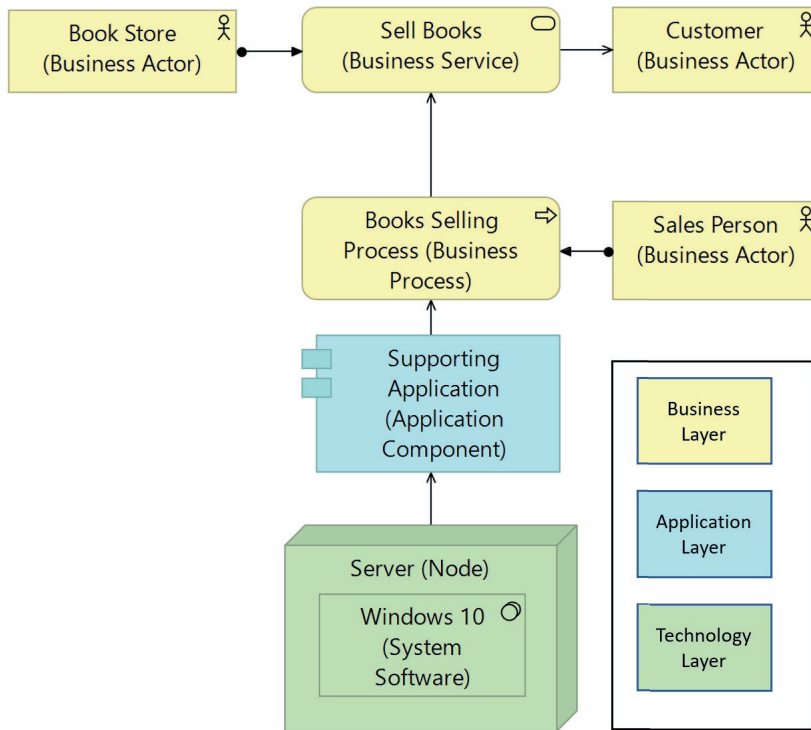 Book Store
(Business Actor)
Sell Books
(Business Service)
Customer
(Business Actor)
Books Selling
Process (Business
Process)
Sales Person
(Business Actor)
Supporting
Application
(Application
Component)
Business
Layer
Application
Layer
Server (Node)
Windows 10
(System
Software)
Technology
Layer